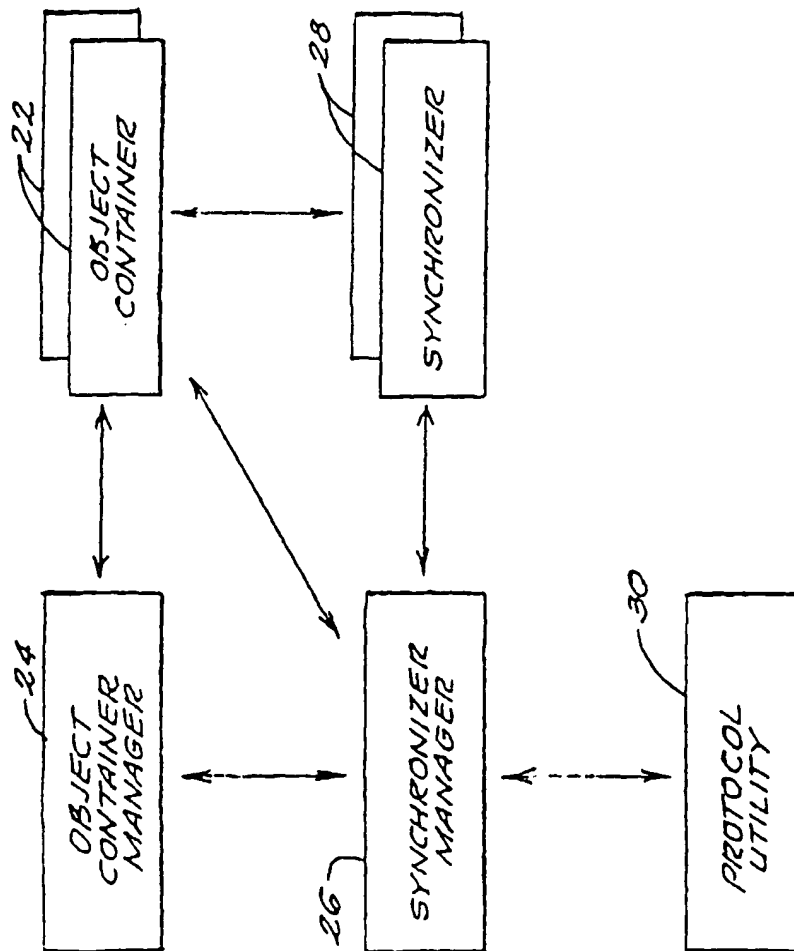 24
OBJECT
CONTAINER
MANAGER
22
OBJECT
CONTAINER
26
SYNCHRONIZER
MANAGER
28
SYNCHRONIZER
30
PROTOCOL
UTILITY